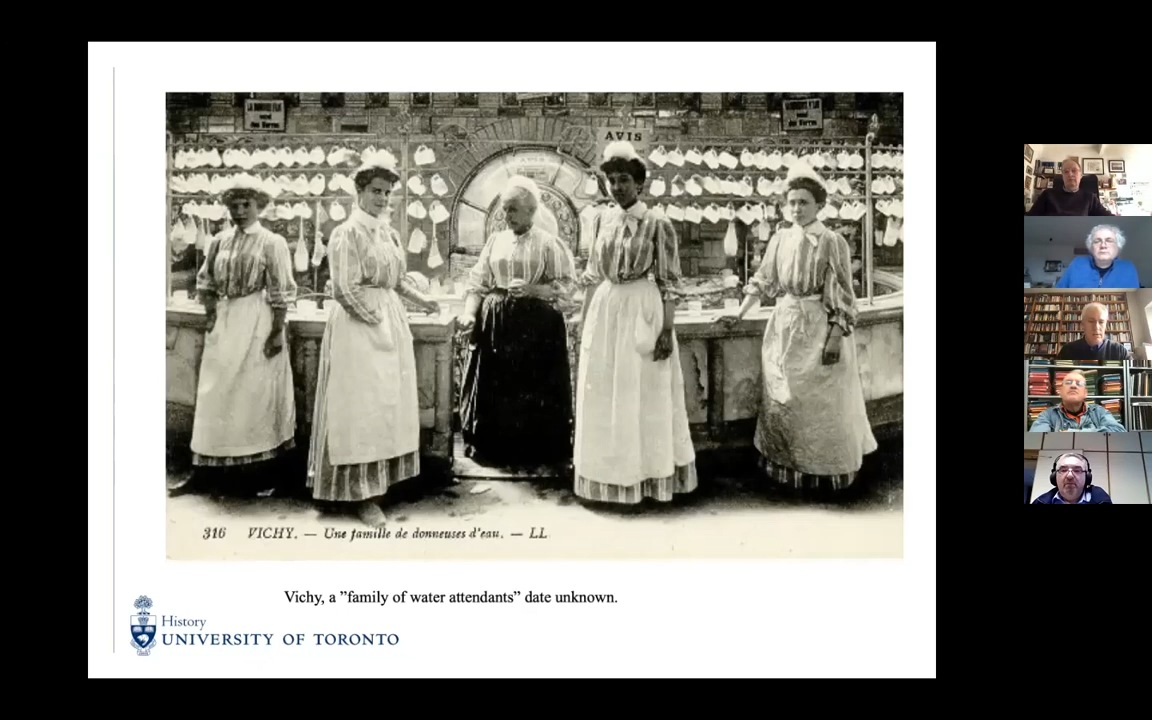 AVIS
316 VICHY. — Une famille de donneuses d'eau. — LL
Vichy, a ”family of water attendants” date unknown.
History
UNIVERSITY OF TORONTO